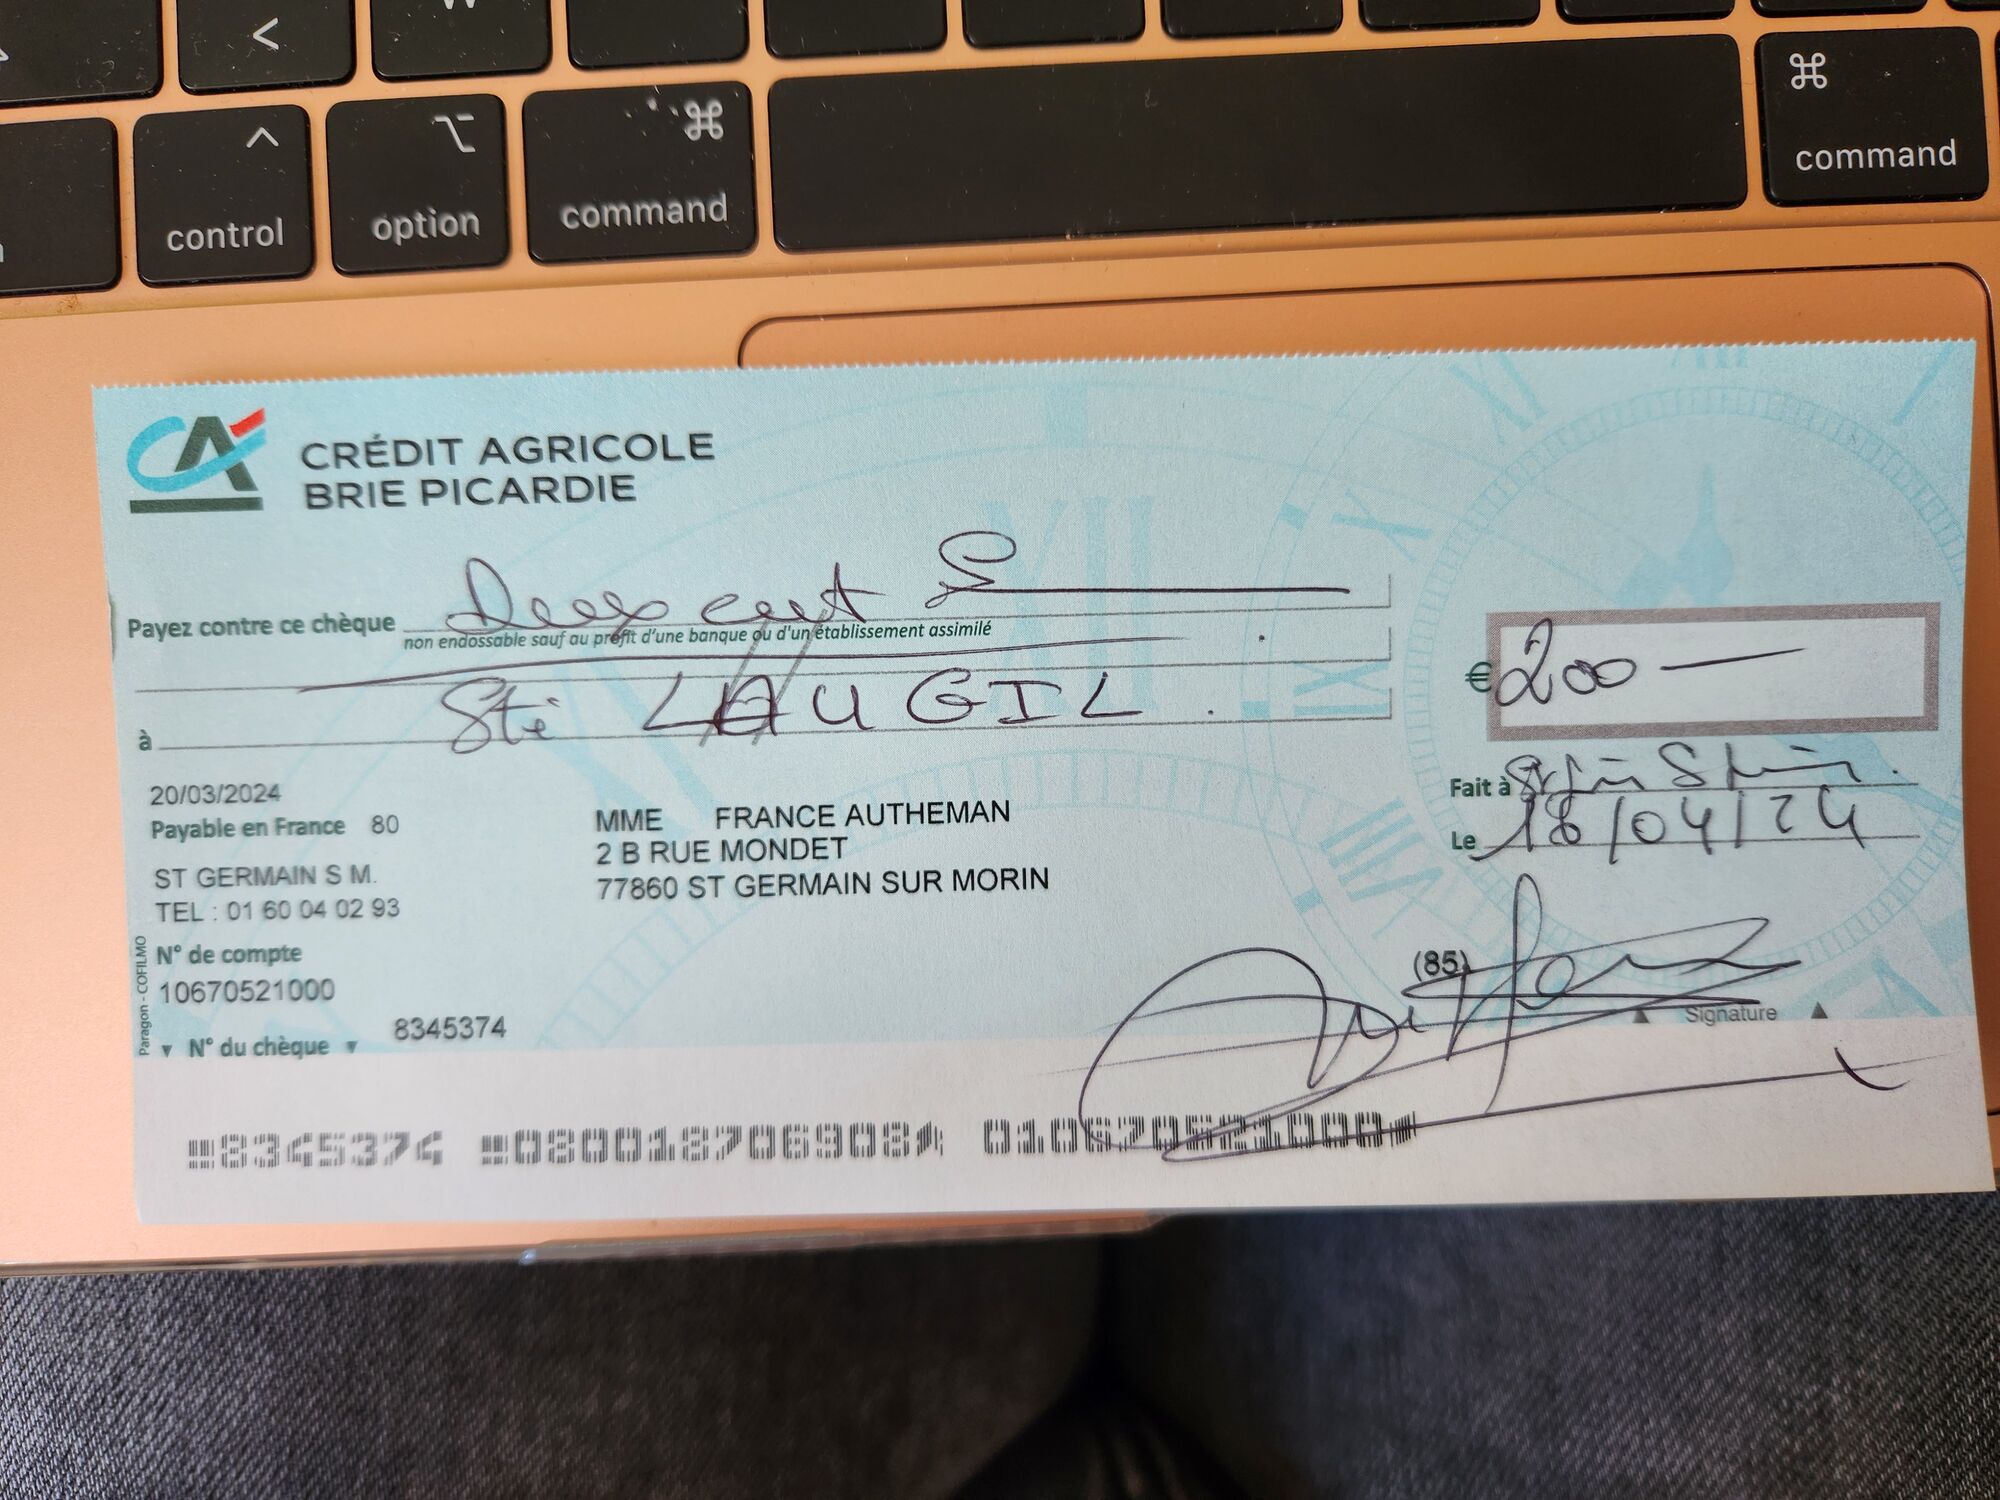 <
control
option
command
command
CRÉDIT AGRICOLE
BRIE PICARDIE
Payez contre ce chèque Deux cent
non endossable sauf au profit d'une banque ou d'un établissement assimilé
à Sté LAUGIL.
€ 200 —
Fait à
Le 18/04/24
20/03/2024
Payable en France 80
ST GERMAIN S M.
TEL : 01 60 04 02 93
MME FRANCE AUTHEMAN
2 B RUE MONDET
77860 ST GERMAIN SUR MORIN
N° de compte
10670521000
(85)
Signature
Paragon - COFILMO
N° du chèque 8345374
8345374 080018706908 010670521000